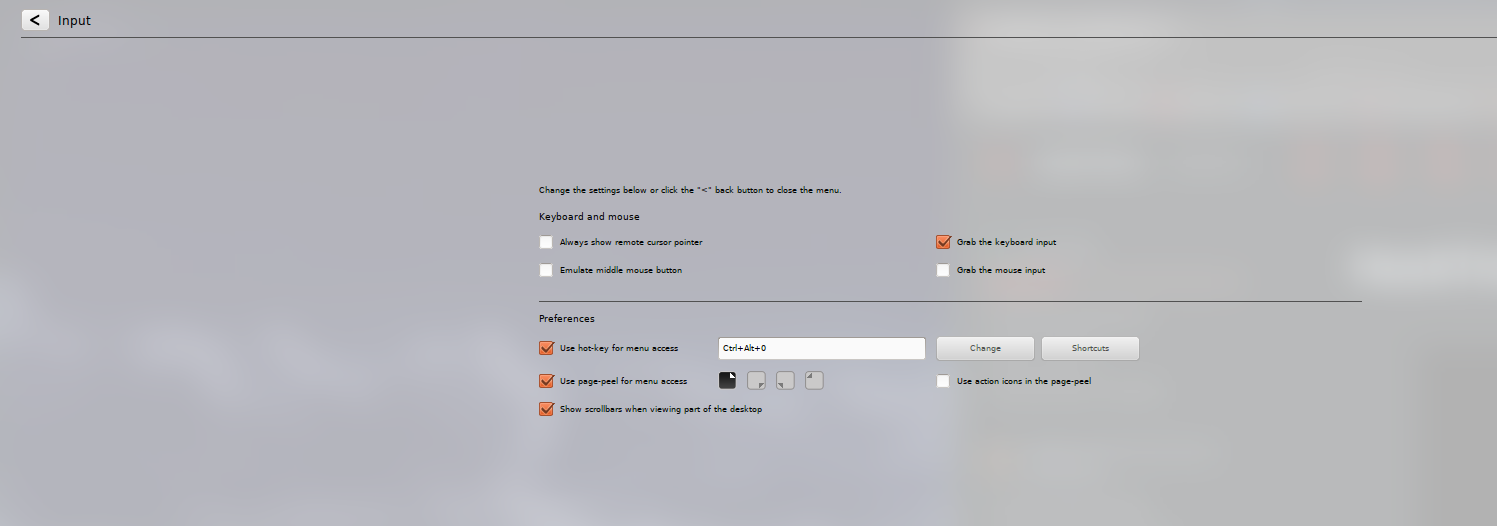 < Input
Change the settings below or click the "<" back button to close the menu.
Keyboard and mouse
Always show remote cursor pointer
Grab the keyboard input
Emulate middle mouse button
Grab the mouse input
Preferences
Use hot-key for menu access
Ctrl+Alt+0
Change
Shortcuts
Use page-peel for menu access
Use action icons in the page-peel
Show scrollbars when viewing part of the desktop